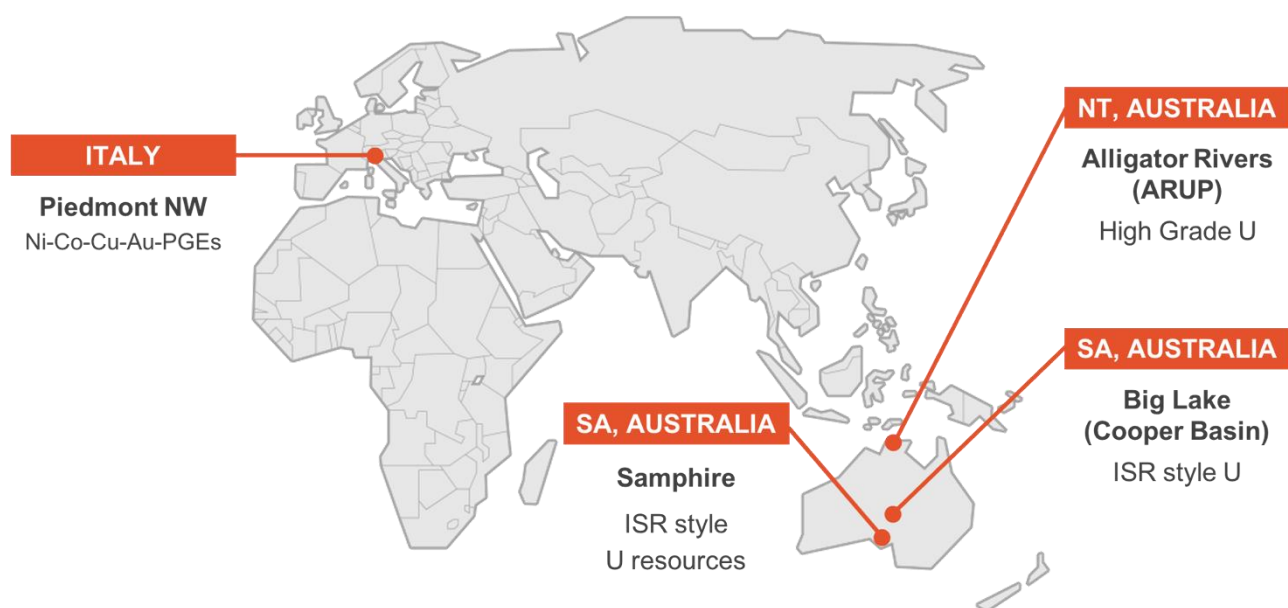 ITALY
Piedmont NW
Ni-Co-Cu-Au-PGEs
NT, AUSTRALIA
Alligator Rivers
(ARUP)
High Grade U
SA, AUSTRALIA
Big Lake
(Cooper Basin)
ISR style U
SA, AUSTRALIA
Samphire
ISR style
U resources